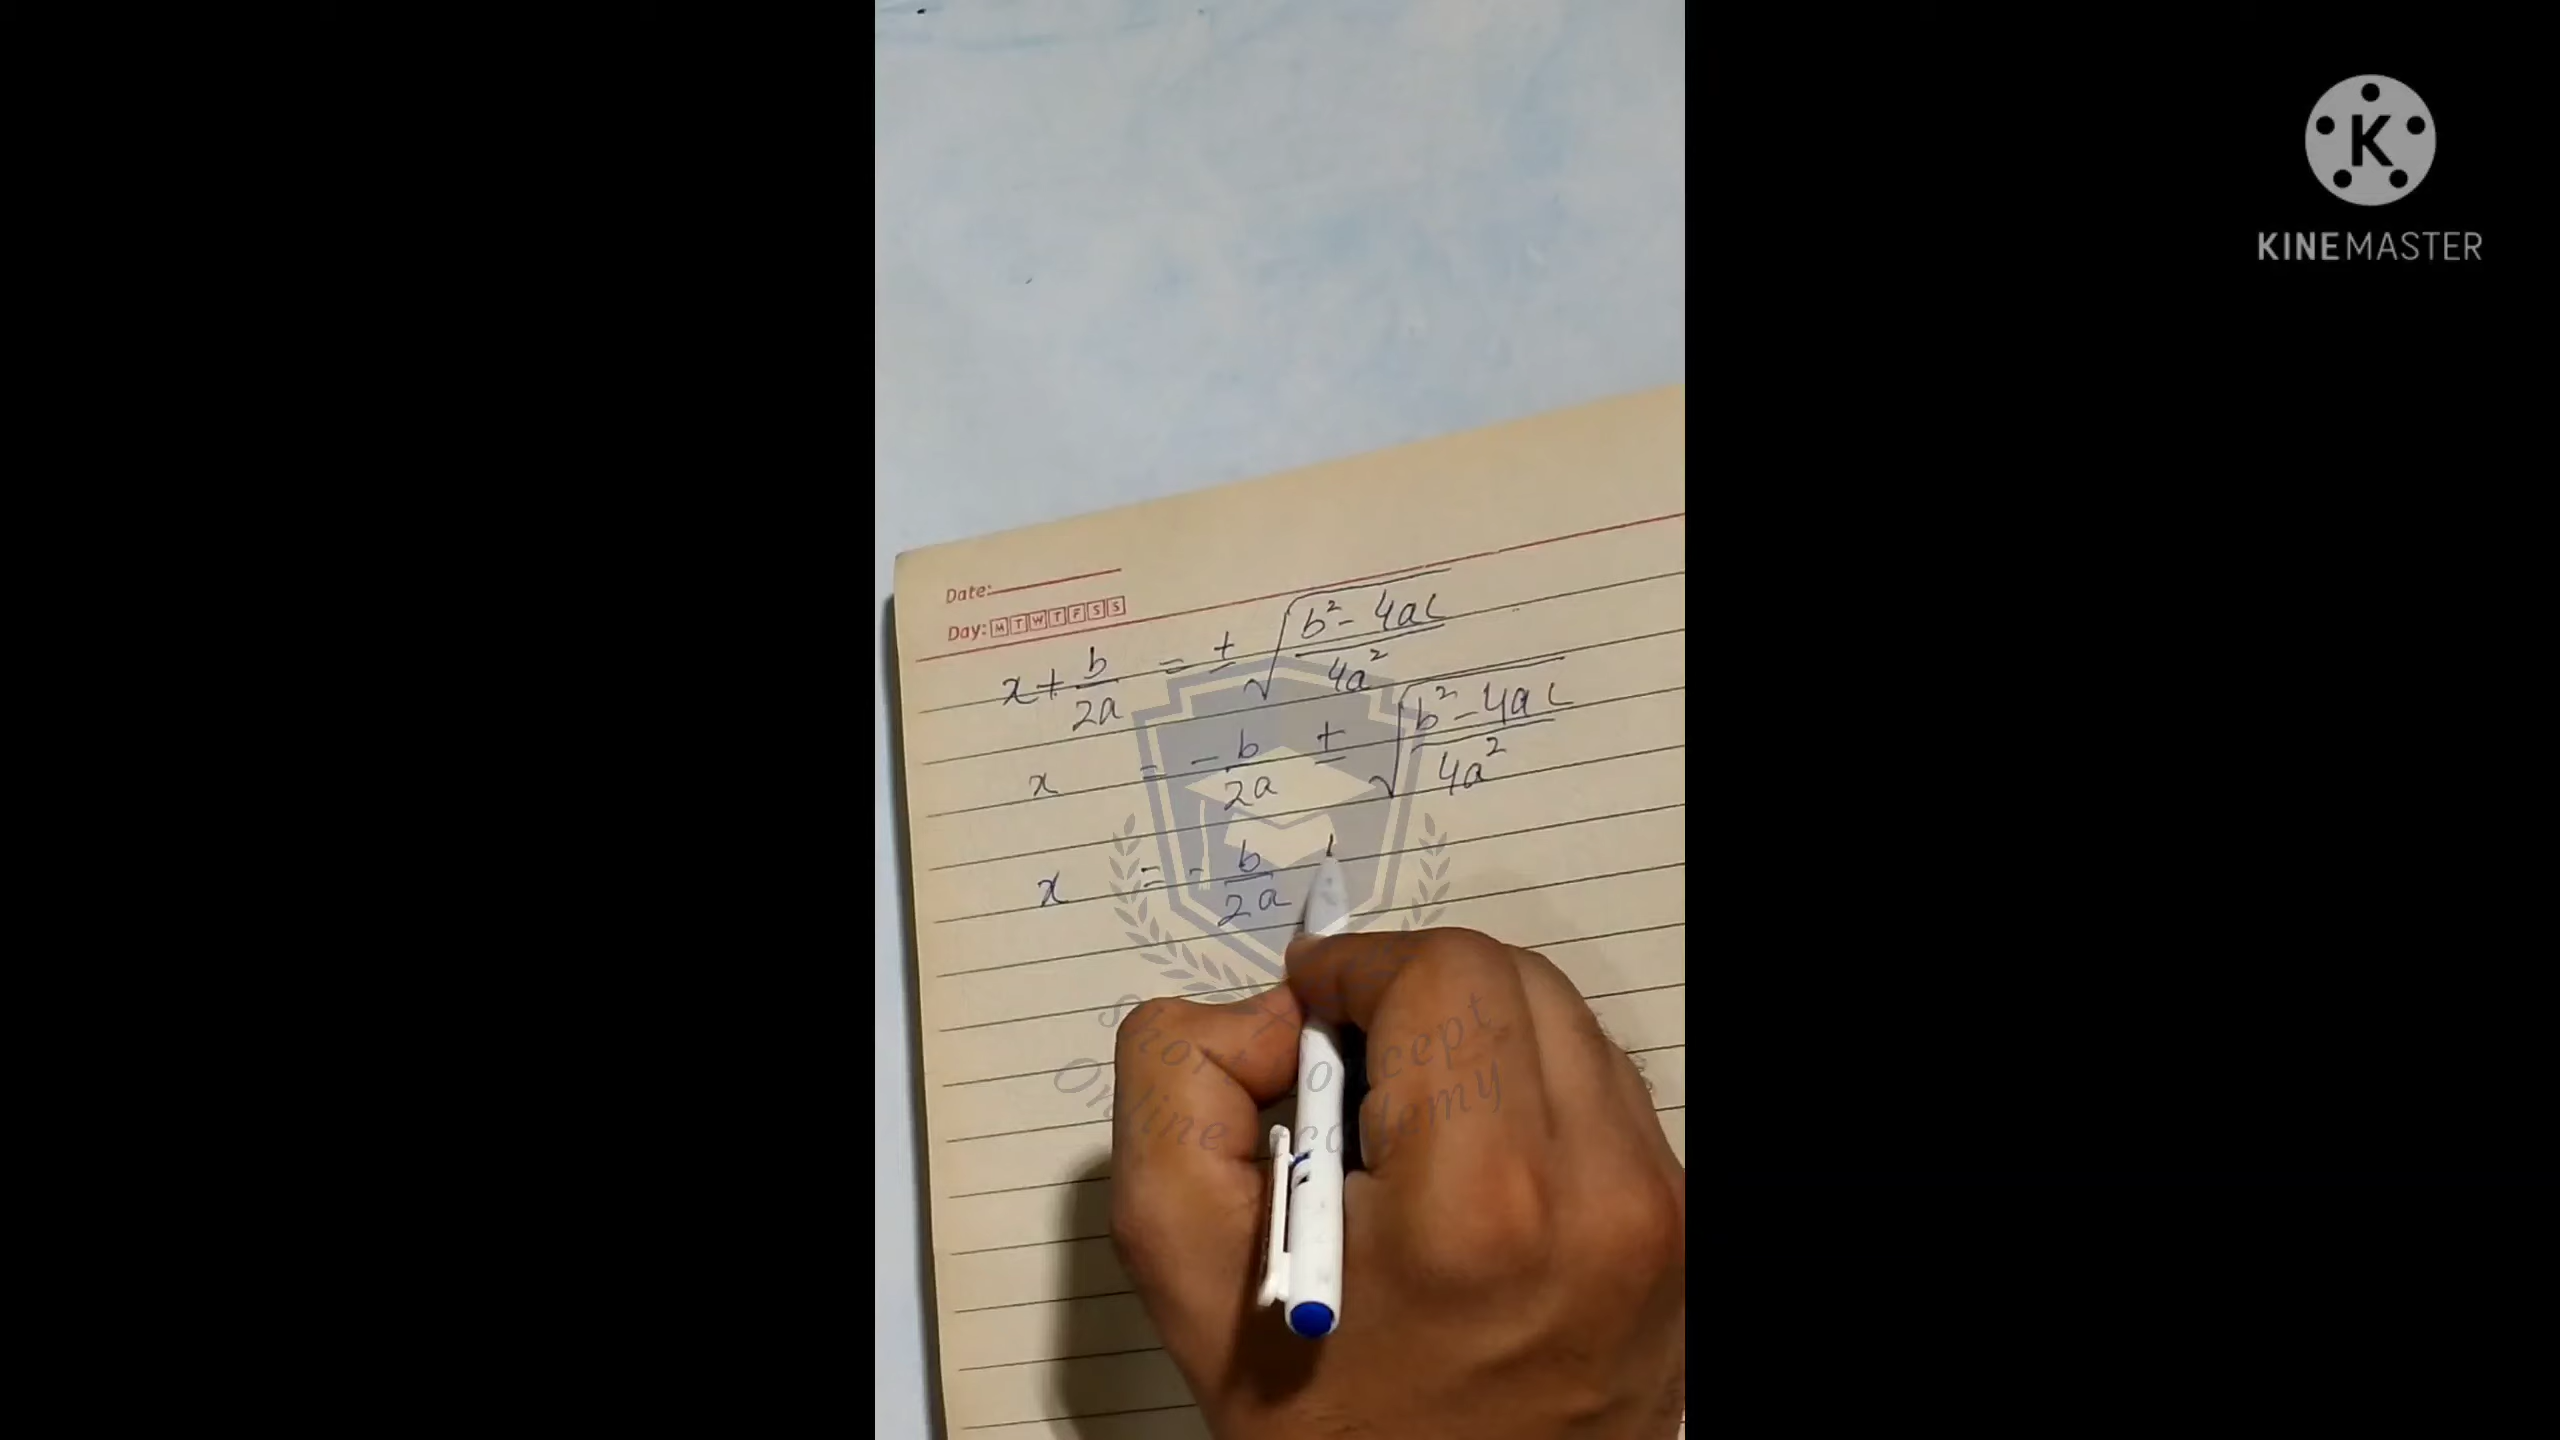 K
KINEMASTER
Date:
Day: M T W T F S S
x + b/2a = ± √(b² - 4ac / 4a²)
x = - b/2a ± √(b² - 4ac / 4a²)
x = - b/2a
Short Concept
Online Academy